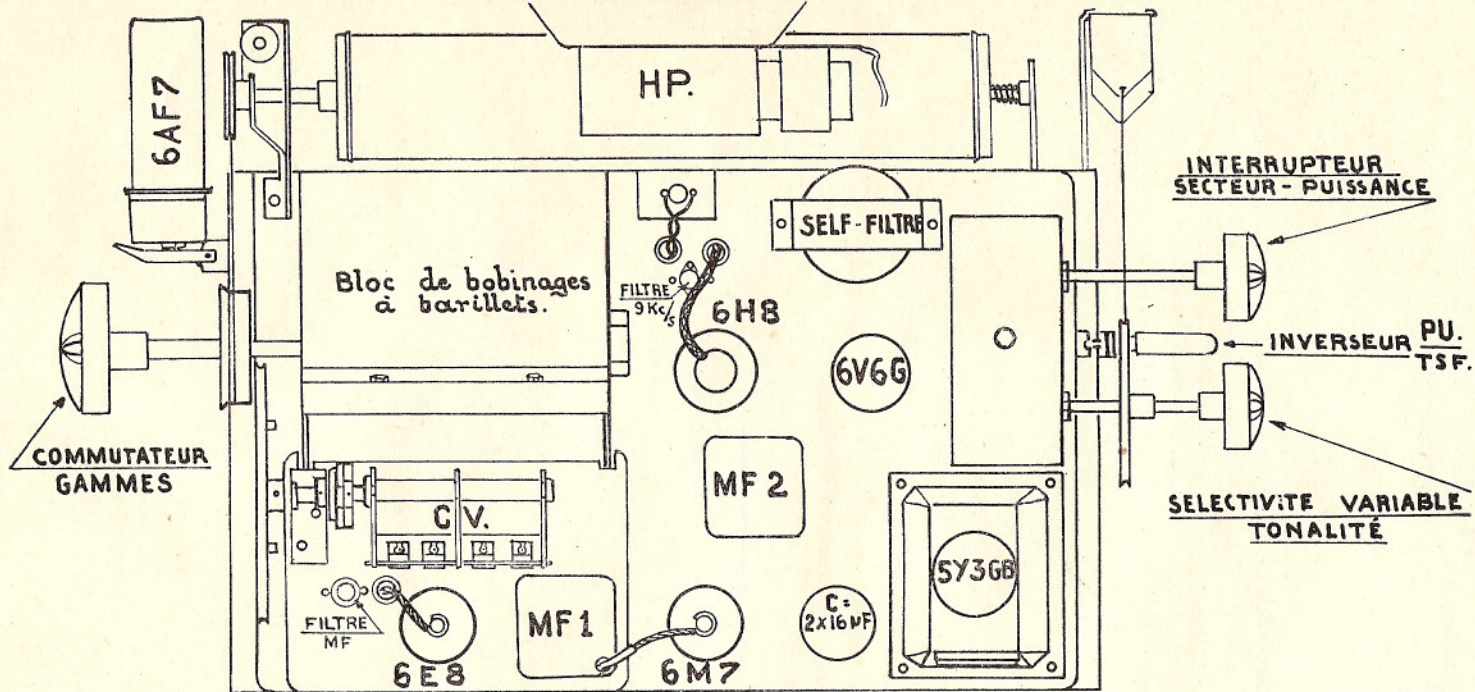 6AF7
HP.
INTERRUPTEUR
SECTEUR - PUISSANCE
SELF-FILTRE
Bloc de bobinages
à barillets.
FILTRE
9 Kc/s
6H8
6V6G
INVERSEUR PU.
TSF.
COMMUTATEUR
GAMMES
MF 2
C V.
SELECTIVITE VARIABLE
TONALITÉ
5Y3GB
C =
2x16 µF
MF 1
FILTRE
MF
6E8
6M7